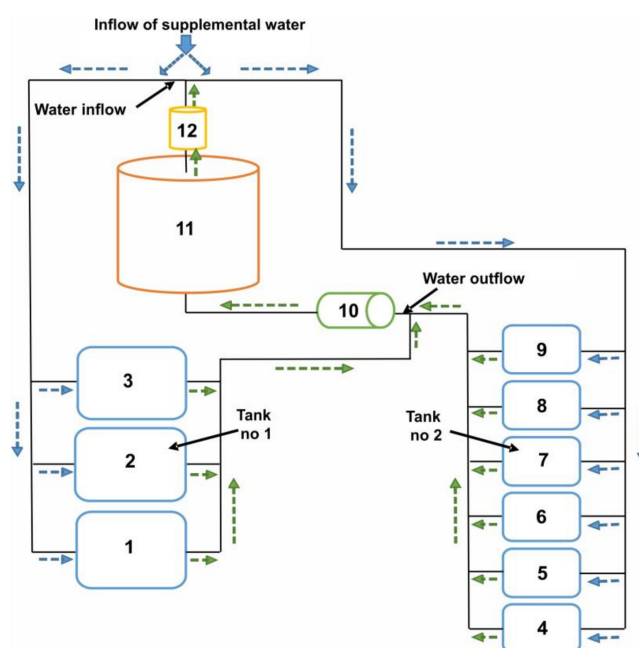 Inflow of supplemental water
Water inflow
12
11
Water outflow
10
9
3
8
Tank
no 1
Tank
no 2
2
7
6
1
5
4